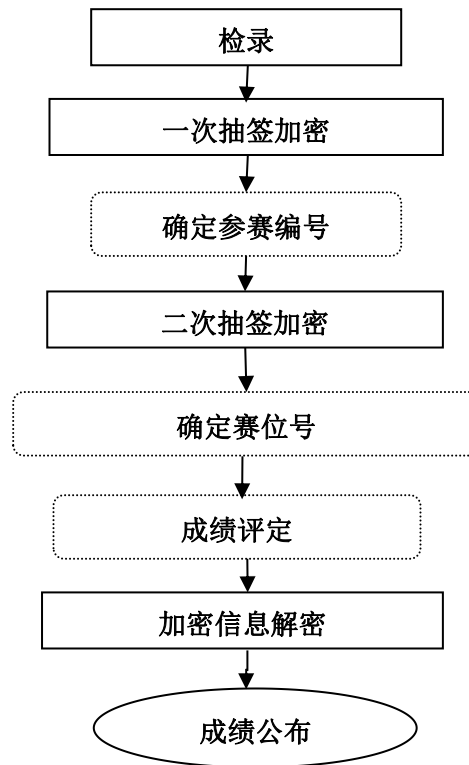 检录
一次抽签加密
确定参赛编号
二次抽签加密
确定赛位号
成绩评定
加密信息解密
成绩公布